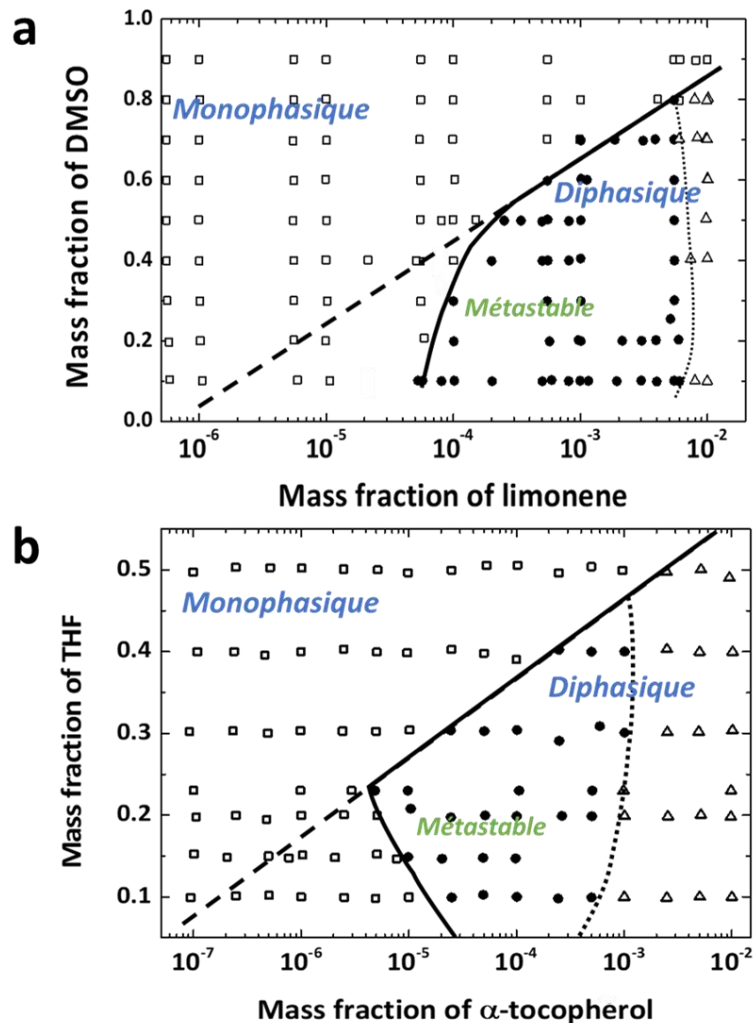 a
1.0
0.8
0.6
0.4
0.2
0.0
Mass fraction of DMSO
Monophasique
Diphasique
Métastable
10⁻⁶ 10⁻⁵ 10⁻⁴ 10⁻³ 10⁻²
Mass fraction of limonene
b
0.5
0.4
0.3
0.2
0.1
Mass fraction of THF
Monophasique
Diphasique
Métastable
10⁻⁷ 10⁻⁶ 10⁻⁵ 10⁻⁴ 10⁻³ 10⁻²
Mass fraction of α-tocopherol